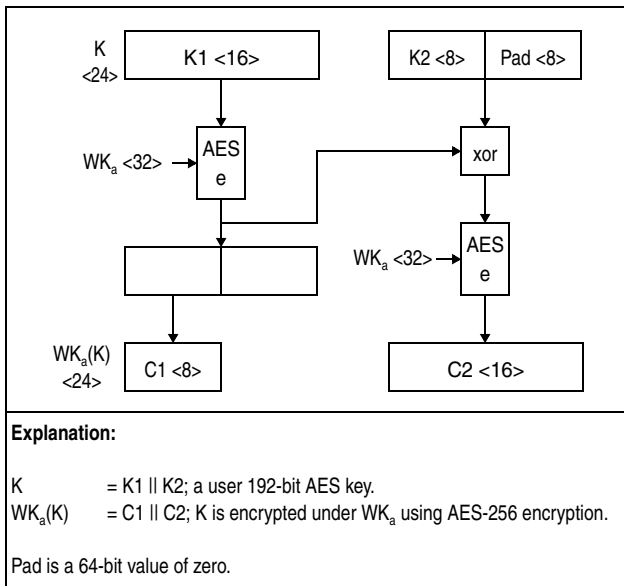 K
<24>
K1 <16>
K2 <8>
Pad <8>
WKa <32>
AES
e
xor
WKa <32>
AES
e
WKa(K)
<24>
C1 <8>
C2 <16>
Explanation:
K = K1 || K2; a user 192-bit AES key.
WKa(K) = C1 || C2; K is encrypted under WKa using AES-256 encryption.
Pad is a 64-bit value of zero.